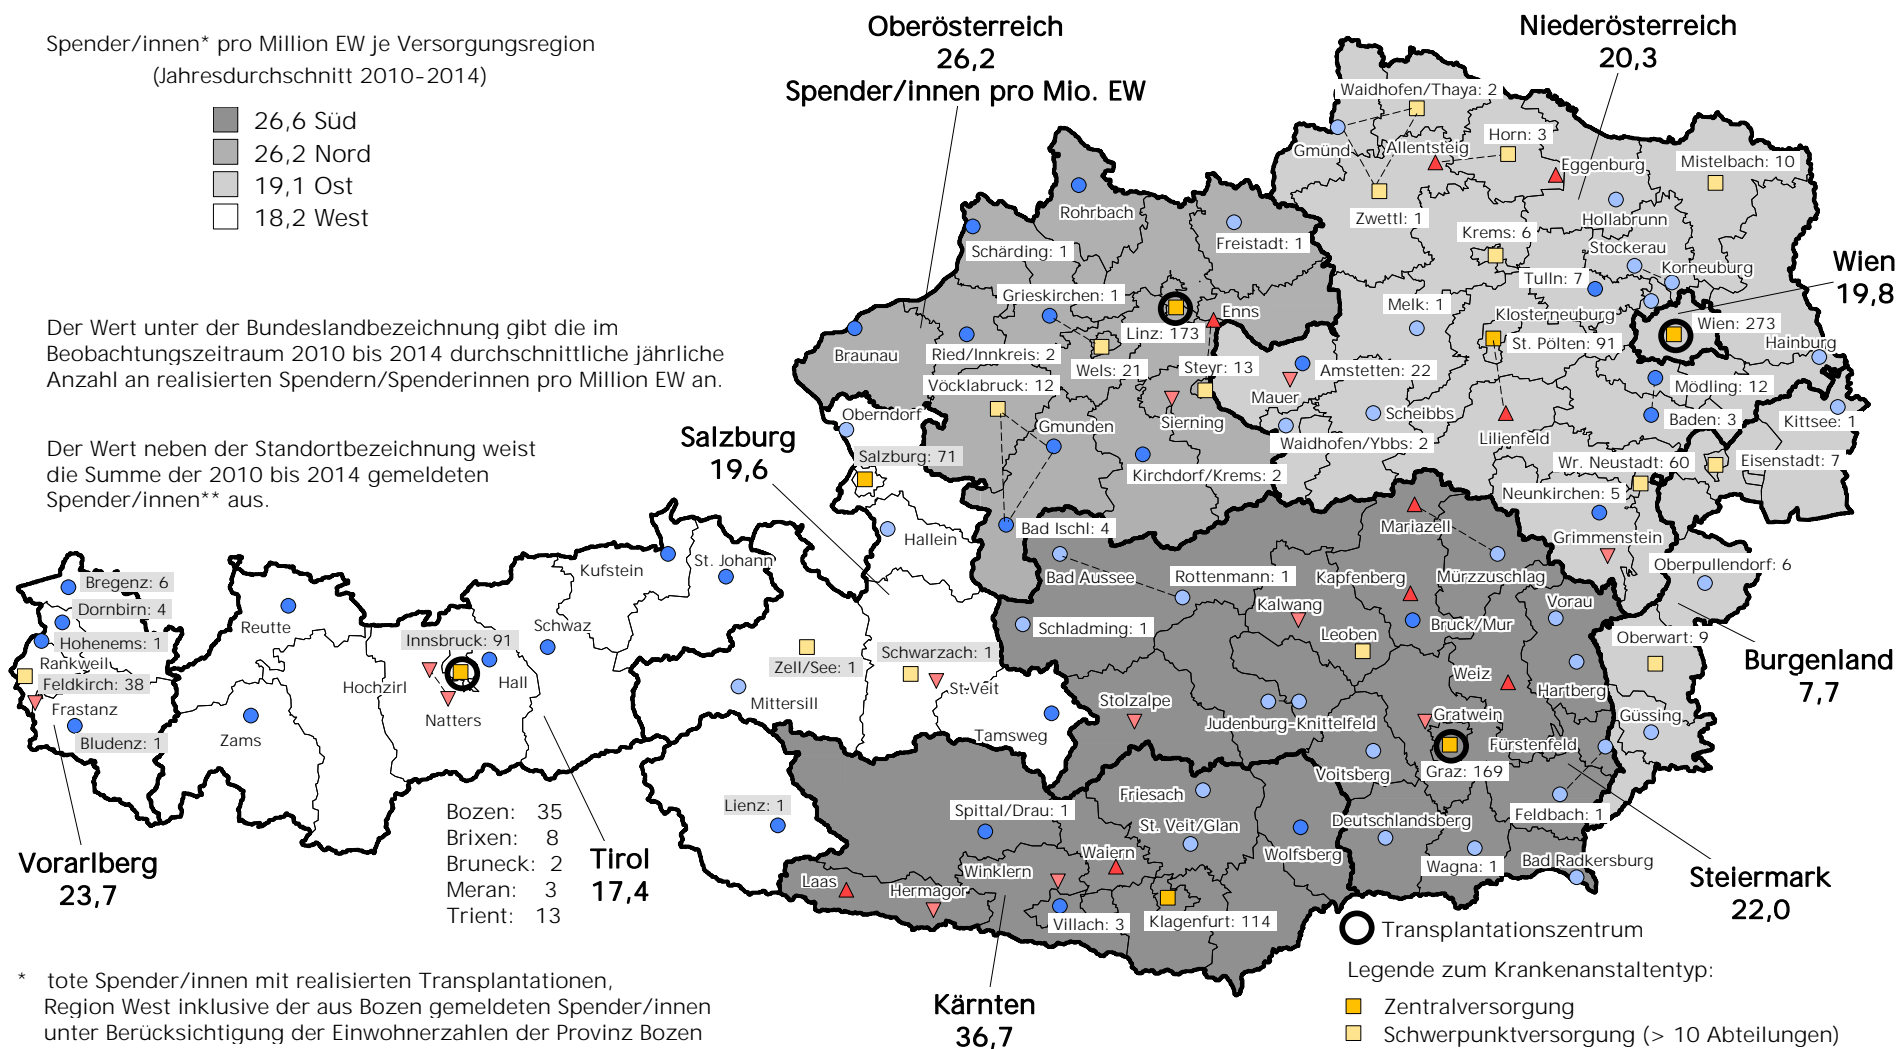 Spender/innen* pro Million EW je Versorgungsregion
(Jahresdurchschnitt 2010-2014)
26,6 Süd
26,2 Nord
19,1 Ost
18,2 West
Der Wert unter der Bundeslandbezeichnung gibt die im
Beobachtungszeitraum 2010 bis 2014 durchschnittliche jährliche
Anzahl an realisierten Spendern/Spenderinnen pro Million EW an.
Der Wert neben der Standortbezeichnung weist
die Summe der 2010 bis 2014 gemeldeten
Spender/innen** aus.
Oberösterreich
26,2
Spender/innen pro Mio. EW
Niederösterreich
20,3
Wien
19,8
Salzburg
19,6
Burgenland
7,7
Steiermark
22,0
Kärnten
36,7
Tirol
17,4
Vorarlberg
23,7
Waidhofen/Thaya: 2
Gmünd
Allentsteig
Horn: 3
Eggenburg
Mistelbach: 10
Zwettl: 1
Hollabrunn
Krems: 6
Stockerau
Korneuburg
Tulln: 7
Melk: 1
Klosterneuburg
Wien: 273
St. Pölten: 91
Hainburg
Amstetten: 22
Mauer
Mödling: 12
Scheibbs
Baden: 3
Kittsee: 1
Waidhofen/Ybbs: 2
Lilienfeld
Wr. Neustadt: 60
Eisenstadt: 7
Neunkirchen: 5
Grimmenstein
Oberpullendorf: 6
Oberwart: 9
Güssing
Rohrbach
Schärding: 1
Freistadt: 1
Grieskirchen: 1
Enns
Linz: 173
Braunau
Ried/Innkreis: 2
Wels: 21
Steyr: 13
Vöcklabruck: 12
Sierning
Gmunden
Kirchdorf/Krems: 2
Bad Ischl: 4
Oberndorf
Salzburg: 71
Hallein
Zell/See: 1
Schwarzach: 1
St-Veit
Mittersill
Tamsweg
Mariazell
Bad Aussee
Rottenmann: 1
Kapfenberg
Mürzzuschlag
Kalwang
Vorau
Schladming: 1
Leoben
Bruck/Mur
Weiz
Hartberg
Stolzalpe
Judenburg-Knittelfeld
Gratwein
Fürstenfeld
Voitsberg
Graz: 169
Feldbach: 1
Deutschlandsberg
Wagna: 1
Bad Radkersburg
Friesach
Spittal/Drau: 1
St. Veit/Glan
Wolfsberg
Waiern
Winklern
Laas
Hermagor
Villach: 3
Klagenfurt: 114
Kufstein
St. Johann
Reutte
Innsbruck: 91
Schwaz
Hochzirl
Hall
Natters
Zams
Lienz: 1
Bregenz: 6
Dornbirn: 4
Hohenems: 1
Rankweil
Feldkirch: 38
Frastanz
Bludenz: 1
Bozen: 35
Brixen: 8
Bruneck: 2
Meran: 3
Trient: 13
Transplantationszentrum
Legende zum Krankenanstaltentyp:
Zentralversorgung
Schwerpunktversorgung (> 10 Abteilungen)
* tote Spender/innen mit realisierten Transplantationen,
Region West inklusive der aus Bozen gemeldeten Spender/innen
unter Berücksichtigung der Einwohnerzahlen der Provinz Bozen